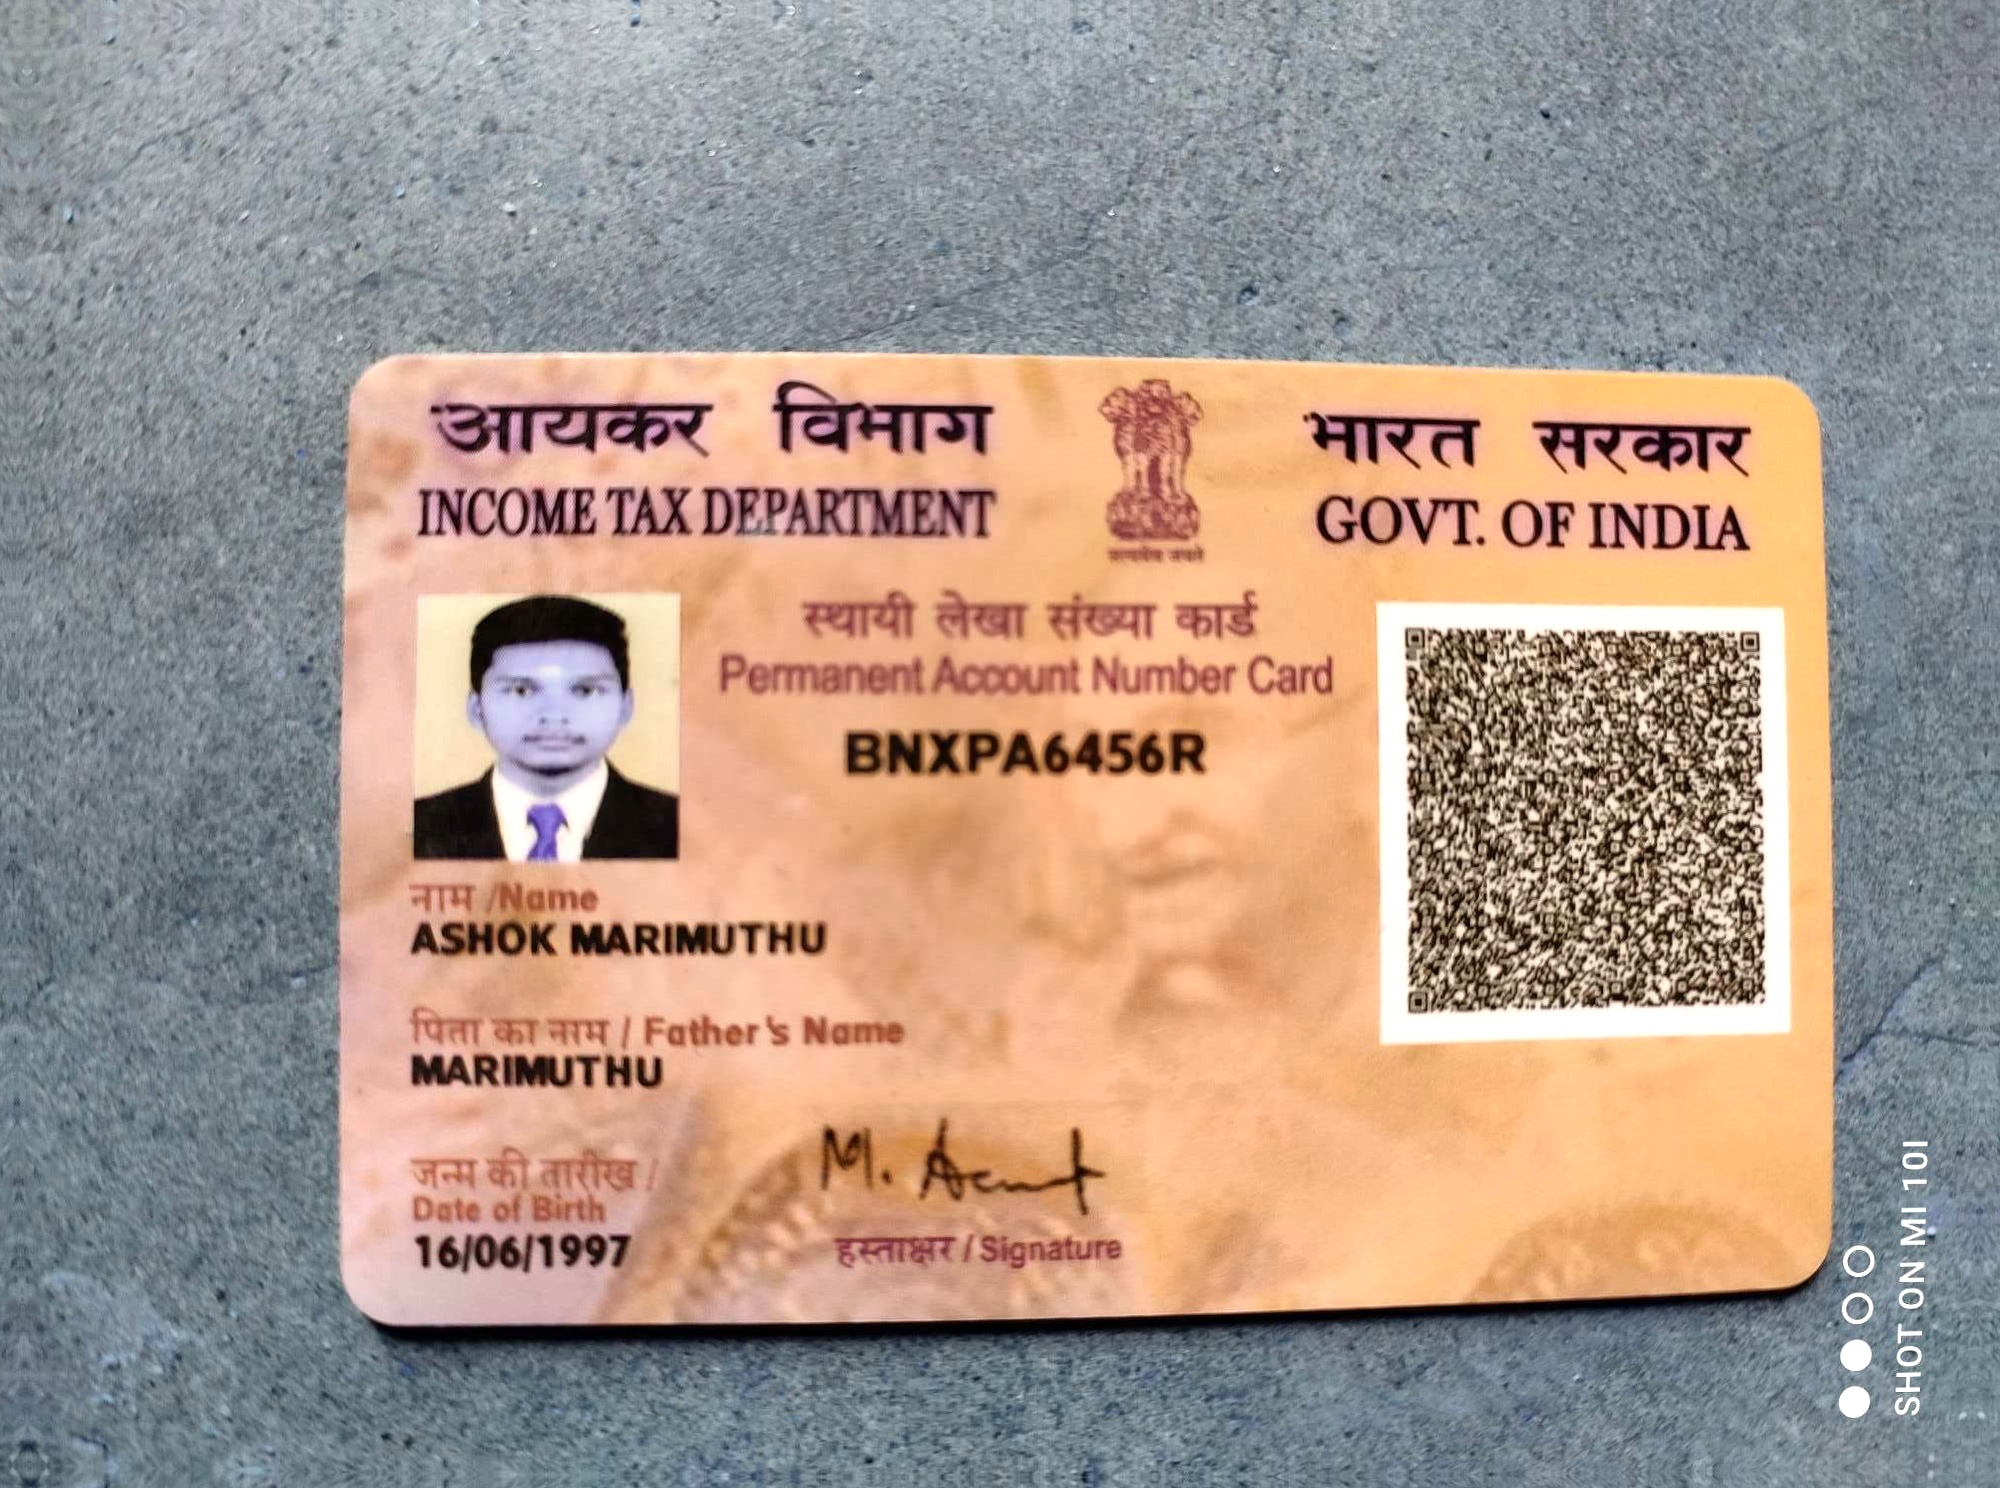 आयकर विभाग
INCOME TAX DEPARTMENT
सत्यमेव जयते
भारत सरकार
GOVT. OF INDIA
स्थायी लेखा संख्या कार्ड
Permanent Account Number Card
BNXPA6456R
नाम /Name
ASHOK MARIMUTHU
पिता का नाम / Father's Name
MARIMUTHU
जन्म की तारीख /
Date of Birth
16/06/1997
M.
हस्ताक्षर / Signature
SHOT ON MI 10I